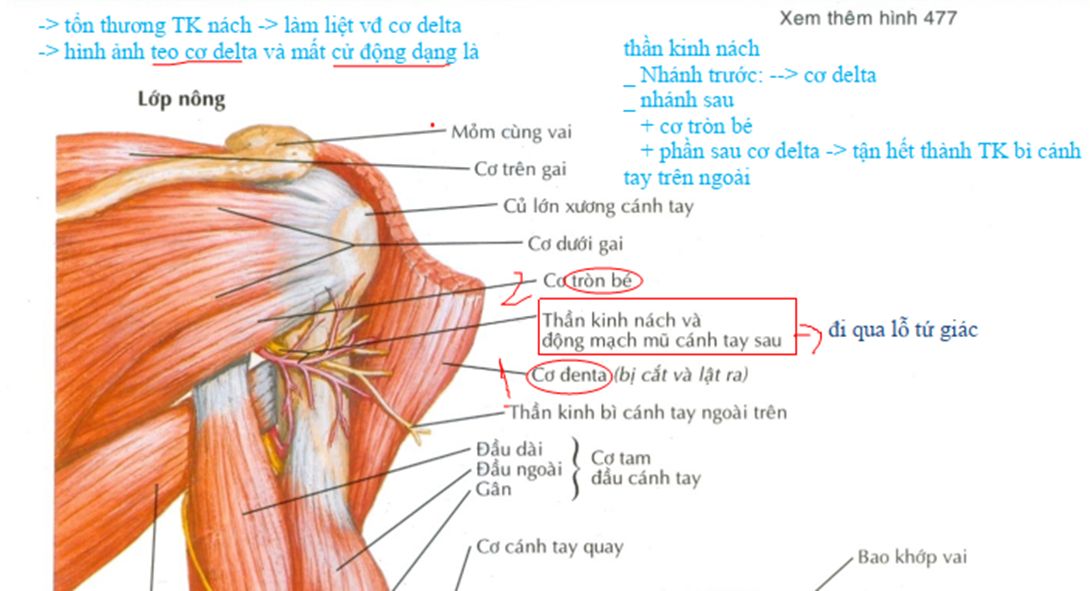 -> tổn thương TK nách -> làm liệt vđ cơ delta
-> hình ảnh teo cơ delta và mất cử động dạng là
Xem thêm hình 477
thần kinh nách
_ Nhánh trước: --> cơ delta
_ nhánh sau
+ cơ tròn bé
+ phần sau cơ delta -> tận hết thành TK bì cánh
tay trên ngoài
Lớp nông
Mỏm cùng vai
Cơ trên gai
Củ lớn xương cánh tay
Cơ dưới gai
2
Cơ tròn bé
Thần kinh nách và
động mạch mũ cánh tay sau
đi qua lỗ tứ giác
1
Cơ denta (bị cắt và lật ra)
Thần kinh bì cánh tay ngoài trên
Đầu dài
Đầu ngoài
Gân
Cơ tam
đầu cánh tay
Cơ cánh tay quay
Bao khớp vai